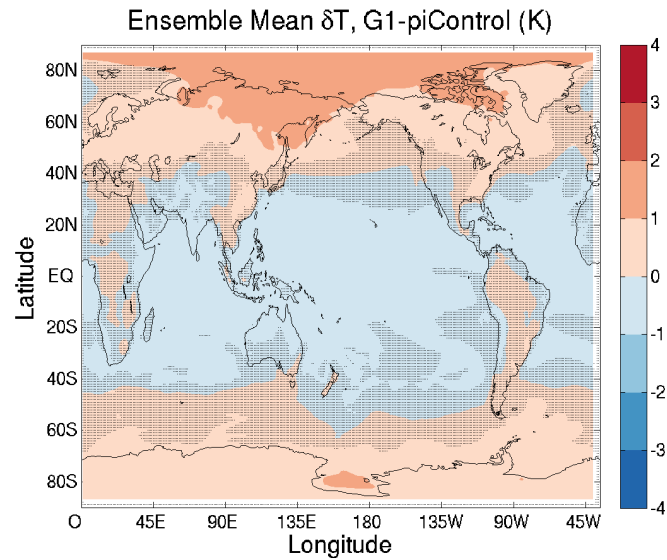 Ensemble Mean δT, G1-piControl (K)
Latitude
80N
60N
40N
20N
EQ
20S
40S
60S
80S
O
45E
90E
135E
180
135W
90W
45W
Longitude
4
3
2
1
0
-1
-2
-3
-4